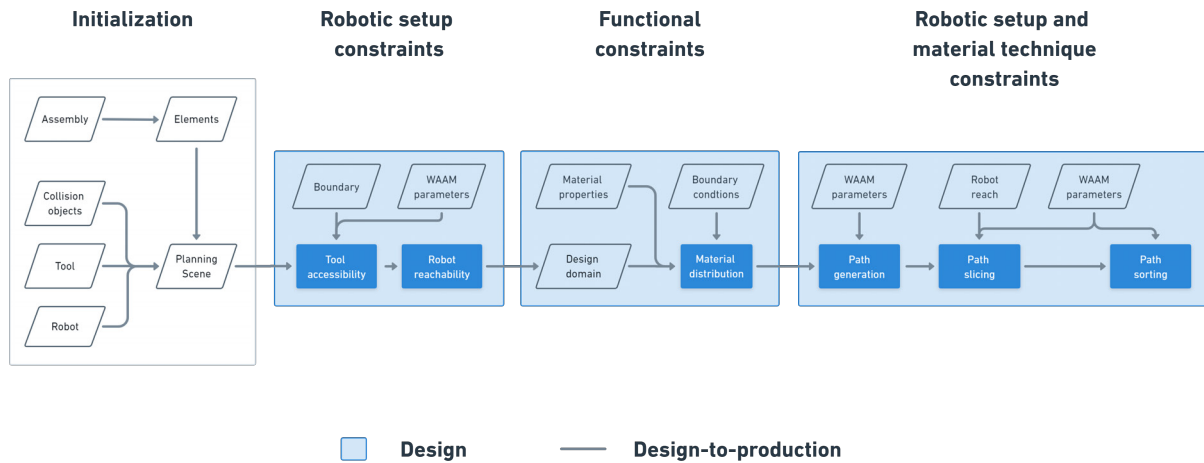 Initialization
Robotic setup
constraints
Functional
constraints
Robotic setup and
material technique
constraints
Assembly
Elements
Collision
objects
Tool
Robot
Planning
Scene
Boundary
WAAM
parameters
Tool
accessibility
Robot
reachability
Material
properties
Boundary
condtions
Design
domain
Material
distribution
WAAM
parameters
Robot
reach
WAAM
parameters
Path
generation
Path
slicing
Path
sorting
Design
Design-to-production